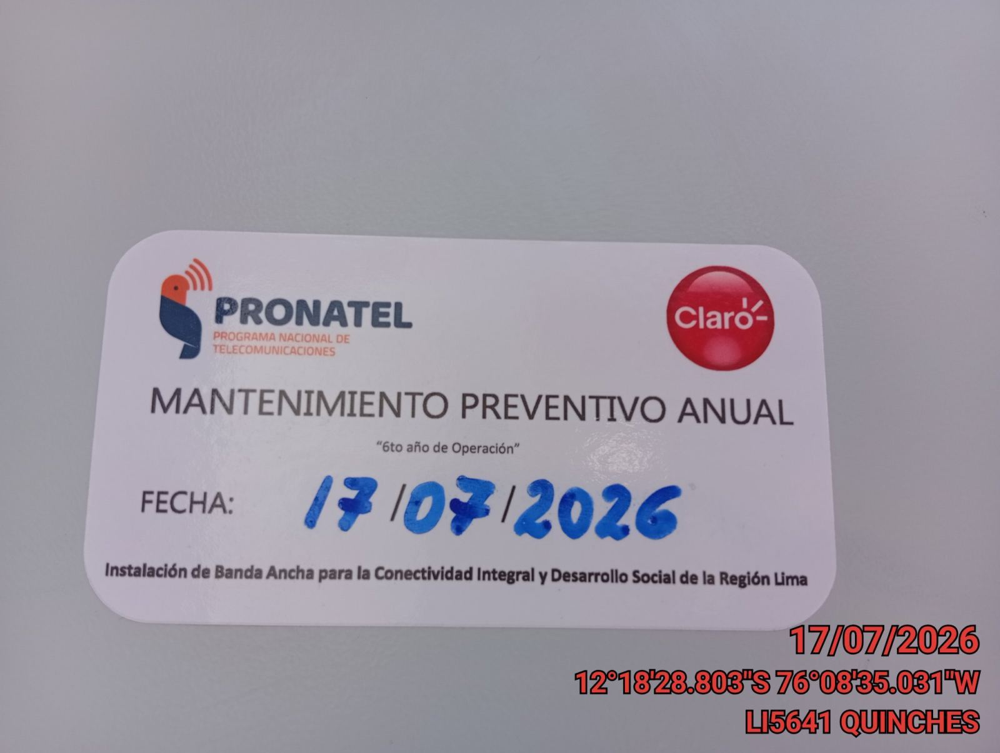 PRONATEL
PROGRAMA NACIONAL DE
TELECOMUNICACIONES
Claro
MANTENIMIENTO PREVENTIVO ANUAL
“6to año de Operación”
FECHA: 17/07/2026
Instalación de Banda Ancha para la Conectividad Integral y Desarrollo Social de la Región Lima
17/07/2026
12°18'28.803"S 76°08'35.031"W
LI5641 QUINCHES